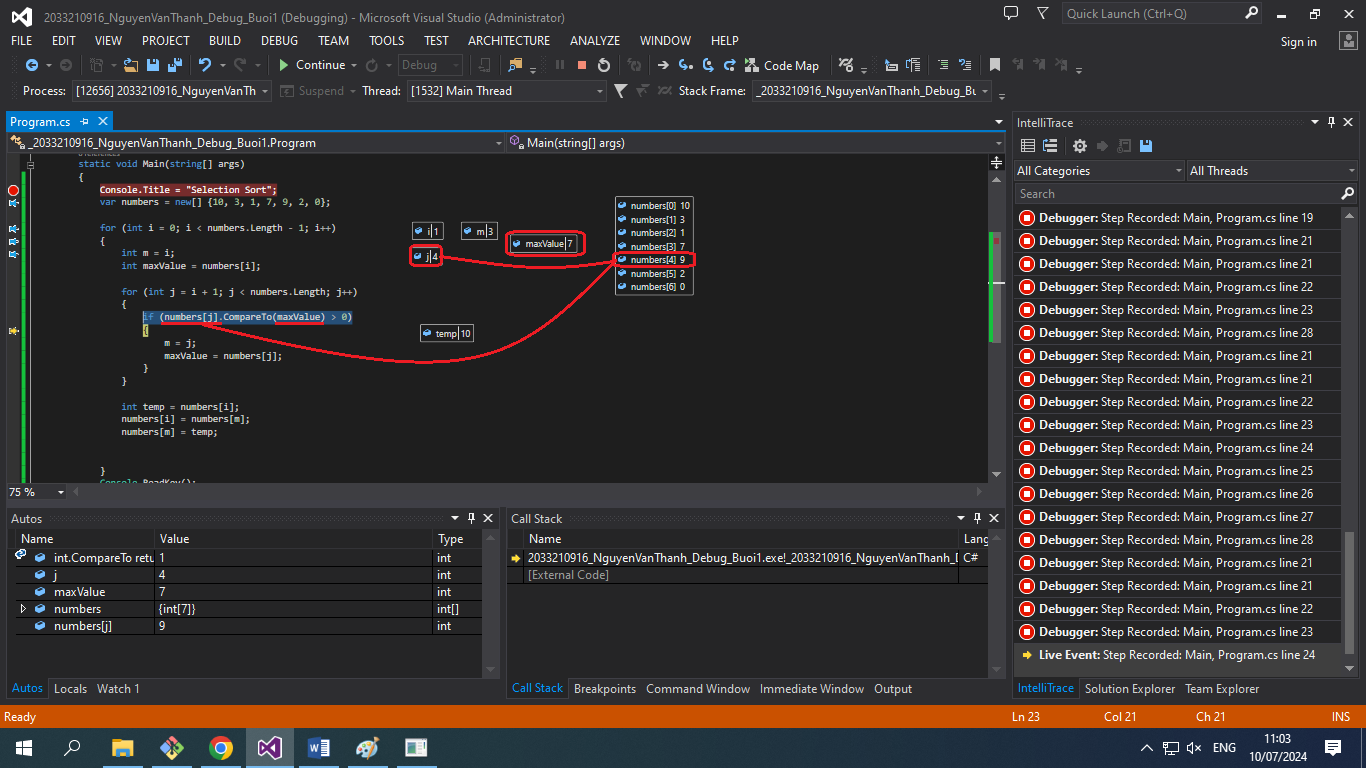 2033210916_NguyenVanThanh_Debug_Buoi1 (Debugging) - Microsoft Visual Studio (Administrator)
Quick Launch (Ctrl+Q)
FILE EDIT VIEW PROJECT BUILD DEBUG TEAM TOOLS TEST ARCHITECTURE ANALYZE WINDOW HELP
Sign in
Continue Debug Code Map
Process: [12656] 2033210916_NguyenVanTh Suspend Thread: [1532] Main Thread Stack Frame: _2033210916_NguyenVanThanh_Debug_Bu
Program.cs
_2033210916_NguyenVanThanh_Debug_Buoi1.Program Main(string[] args)
static void Main(string[] args)
{
Console.Title = "Selection Sort";
var numbers = new[] {10, 3, 1, 7, 9, 2, 0};
for (int i = 0; i < numbers.Length - 1; i++)
{
int m = i;
int maxValue = numbers[i];
for (int j = i + 1; j < numbers.Length; j++)
{
if (numbers[j].CompareTo(maxValue) > 0)
{
m = j;
maxValue = numbers[j];
}
}
int temp = numbers[i];
numbers[i] = numbers[m];
numbers[m] = temp;
}
Console.ReadKey();
i 1
m 3
maxValue 7
j 4
temp 10
numbers[0] 10
numbers[1] 3
numbers[2] 1
numbers[3] 7
numbers[4] 9
numbers[5] 2
numbers[6] 0
75 %
Autos
Name Value Type
int.CompareTo retu 1 int
j 4 int
maxValue 7 int
numbers {int[7]} int[]
numbers[j] 9 int
Autos Locals Watch 1
Call Stack
Name Lang
2033210916_NguyenVanThanh_Debug_Buoi1.exe!_2033210916_NguyenVanThanh_D C#
[External Code]
Call Stack Breakpoints Command Window Immediate Window Output
IntelliTrace
All Categories All Threads
Search
Debugger: Step Recorded: Main, Program.cs line 19
Debugger: Step Recorded: Main, Program.cs line 21
Debugger: Step Recorded: Main, Program.cs line 21
Debugger: Step Recorded: Main, Program.cs line 22
Debugger: Step Recorded: Main, Program.cs line 23
Debugger: Step Recorded: Main, Program.cs line 28
Debugger: Step Recorded: Main, Program.cs line 21
Debugger: Step Recorded: Main, Program.cs line 21
Debugger: Step Recorded: Main, Program.cs line 22
Debugger: Step Recorded: Main, Program.cs line 23
Debugger: Step Recorded: Main, Program.cs line 24
Debugger: Step Recorded: Main, Program.cs line 25
Debugger: Step Recorded: Main, Program.cs line 26
Debugger: Step Recorded: Main, Program.cs line 27
Debugger: Step Recorded: Main, Program.cs line 28
Debugger: Step Recorded: Main, Program.cs line 21
Debugger: Step Recorded: Main, Program.cs line 21
Debugger: Step Recorded: Main, Program.cs line 22
Debugger: Step Recorded: Main, Program.cs line 23
Live Event: Step Recorded: Main, Program.cs line 24
IntelliTrace Solution Explorer Team Explorer
Ready Ln 23 Col 21 Ch 21 INS
ENG 11:03
10/07/2024